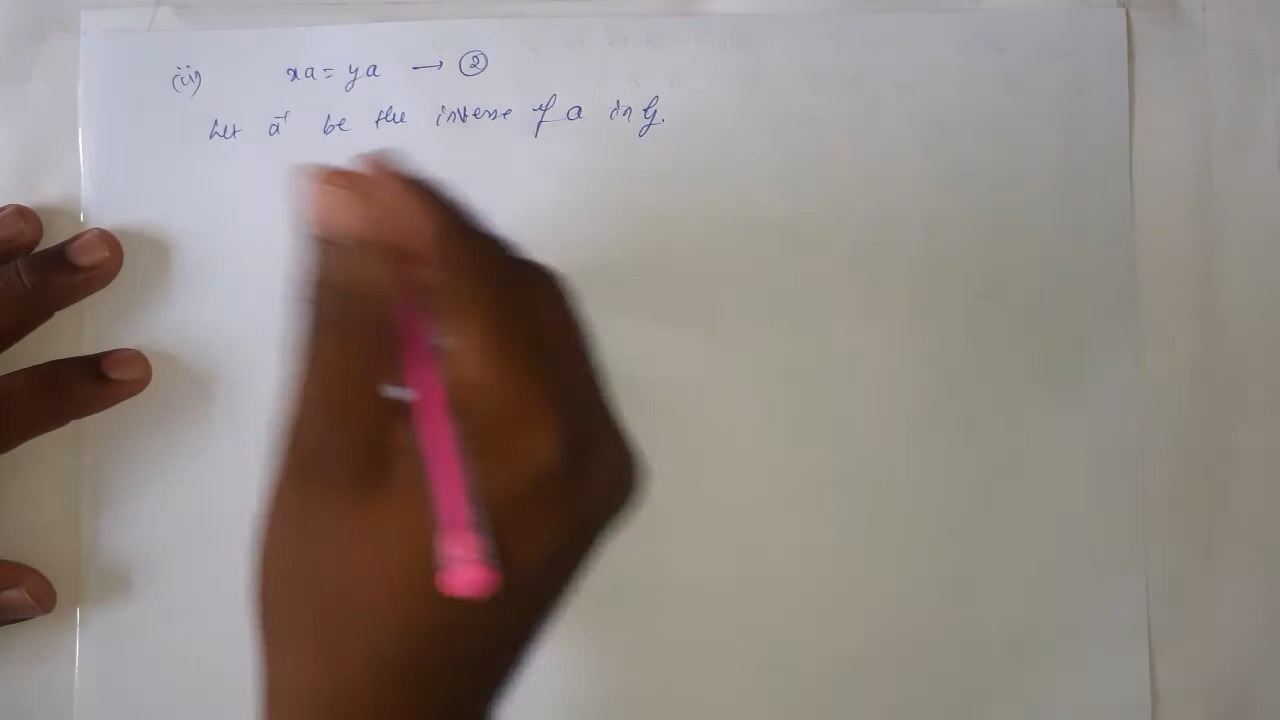 (ii) xa = ya → ②
Let a⁻¹ be the inverse of a in G.